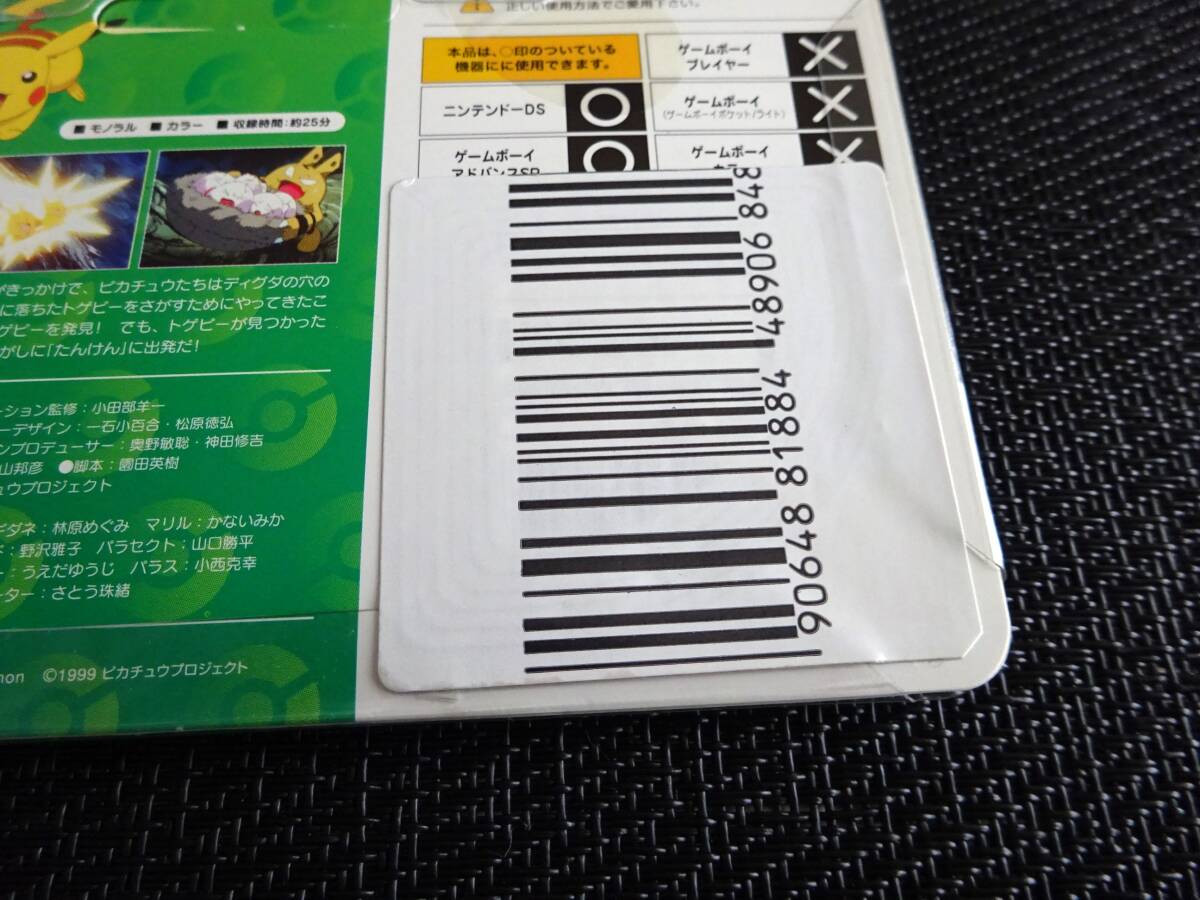 正しい使用方法でご愛用下さい。
本品は、○印のついている
機器にに使用できます。
ゲームボーイ
プレイヤー
ニンテンドーDS
ゲームボーイ
(ゲームボーイポケット/ライト)
ゲームボーイ
アドバンスSP
ゲームボーイ
■ モノラル ■ カラー ■ 収録時間:約25分
がきっかけで、ピカチュウたちはディグダの穴の
に落ちたトゲピーをさがすためにやってきたこ
ゲピーを発見! でも、トゲピーが見つかった
がしに「たんけん」に出発だ!
ーション監修:小田部羊一
ーデザイン:一石小百合・松原徳弘
ンプロデューサー:奥野敏聡・神田修吉
山邦彦 ●脚本:園田英樹
ュウプロジェクト
ギダネ:林原めぐみ マリル:かないみか
:野沢雅子 パラセクト:山口勝平
ー:うえだゆうじ パラス:小西克幸
ーター:さとう珠緒
mon ©1999 ピカチュウプロジェクト
90648 81884 48906 848